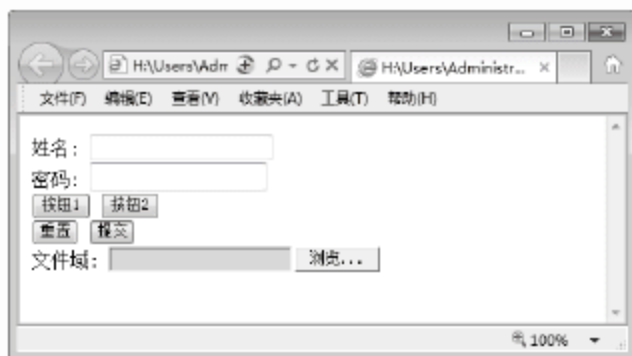 H:\Users\Adm
H:\Users\Administr...
文件(F) 编辑(E) 查看(V) 收藏夹(A) 工具(T) 帮助(H)
姓名:
密码:
按钮1 按钮2
重置 提交
文件域: 浏览...
100%